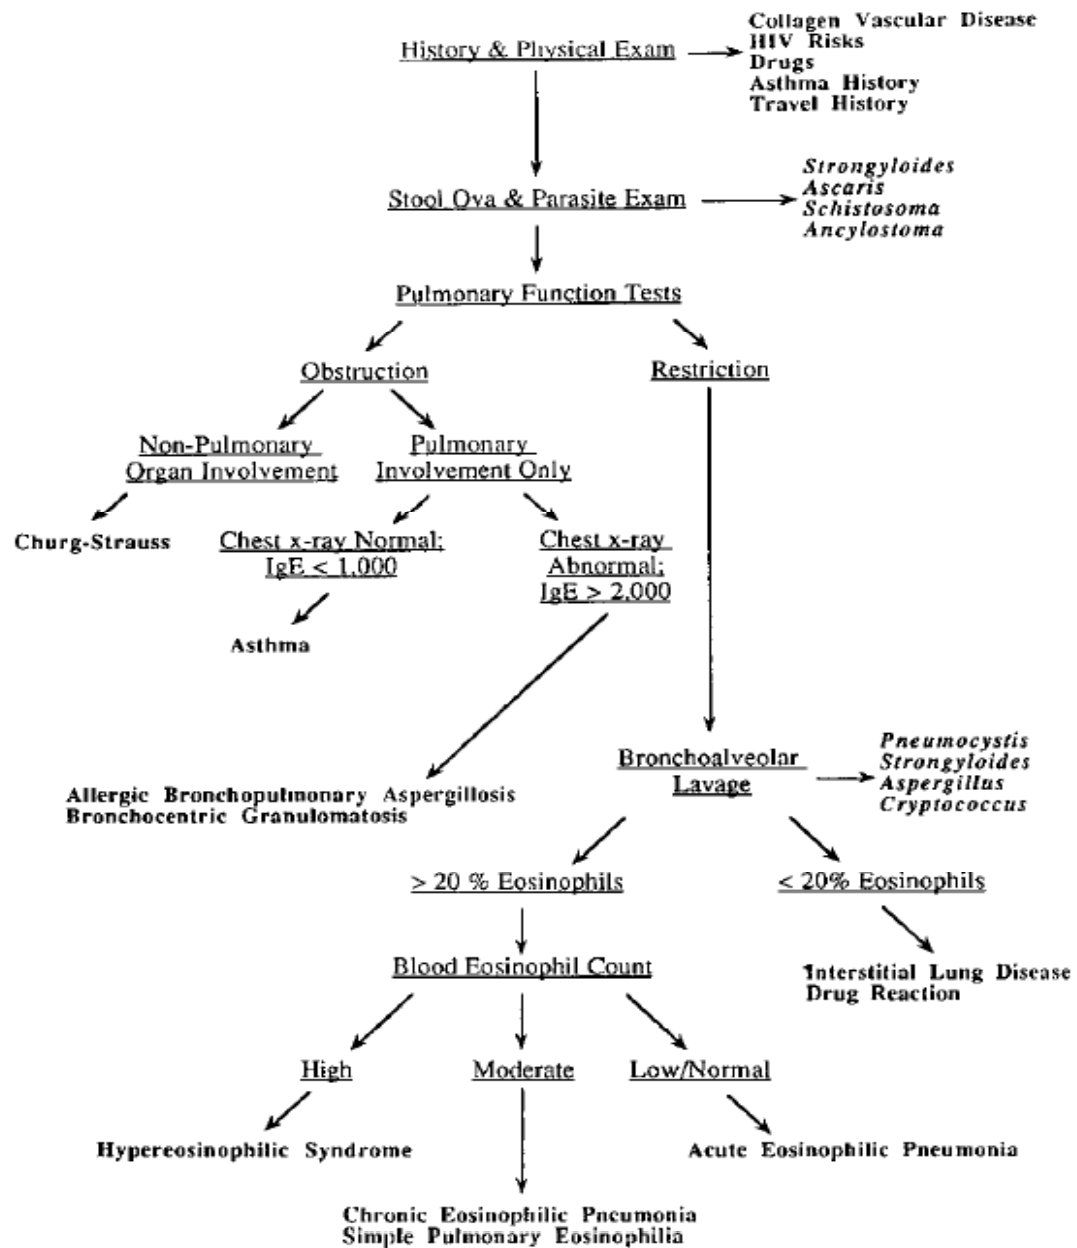 History & Physical Exam
Collagen Vascular Disease
HIV Risks
Drugs
Asthma History
Travel History
Stool Ova & Parasite Exam
Strongyloides
Ascaris
Schistosoma
Ancylostoma
Pulmonary Function Tests
Obstruction
Restriction
Non-Pulmonary
Organ Involvement
Pulmonary
Involvement Only
Churg-Strauss
Chest x-ray Normal;
IgE < 1,000
Chest x-ray
Abnormal;
IgE > 2,000
Asthma
Allergic Bronchopulmonary Aspergillosis
Bronchocentric Granulomatosis
Bronchoalveolar
Lavage
Pneumocystis
Strongyloides
Aspergillus
Cryptococcus
> 20 % Eosinophils
< 20% Eosinophils
Blood Eosinophil Count
Interstitial Lung Disease
Drug Reaction
High
Moderate
Low/Normal
Hypereosinophilic Syndrome
Acute Eosinophilic Pneumonia
Chronic Eosinophilic Pneumonia
Simple Pulmonary Eosinophilia